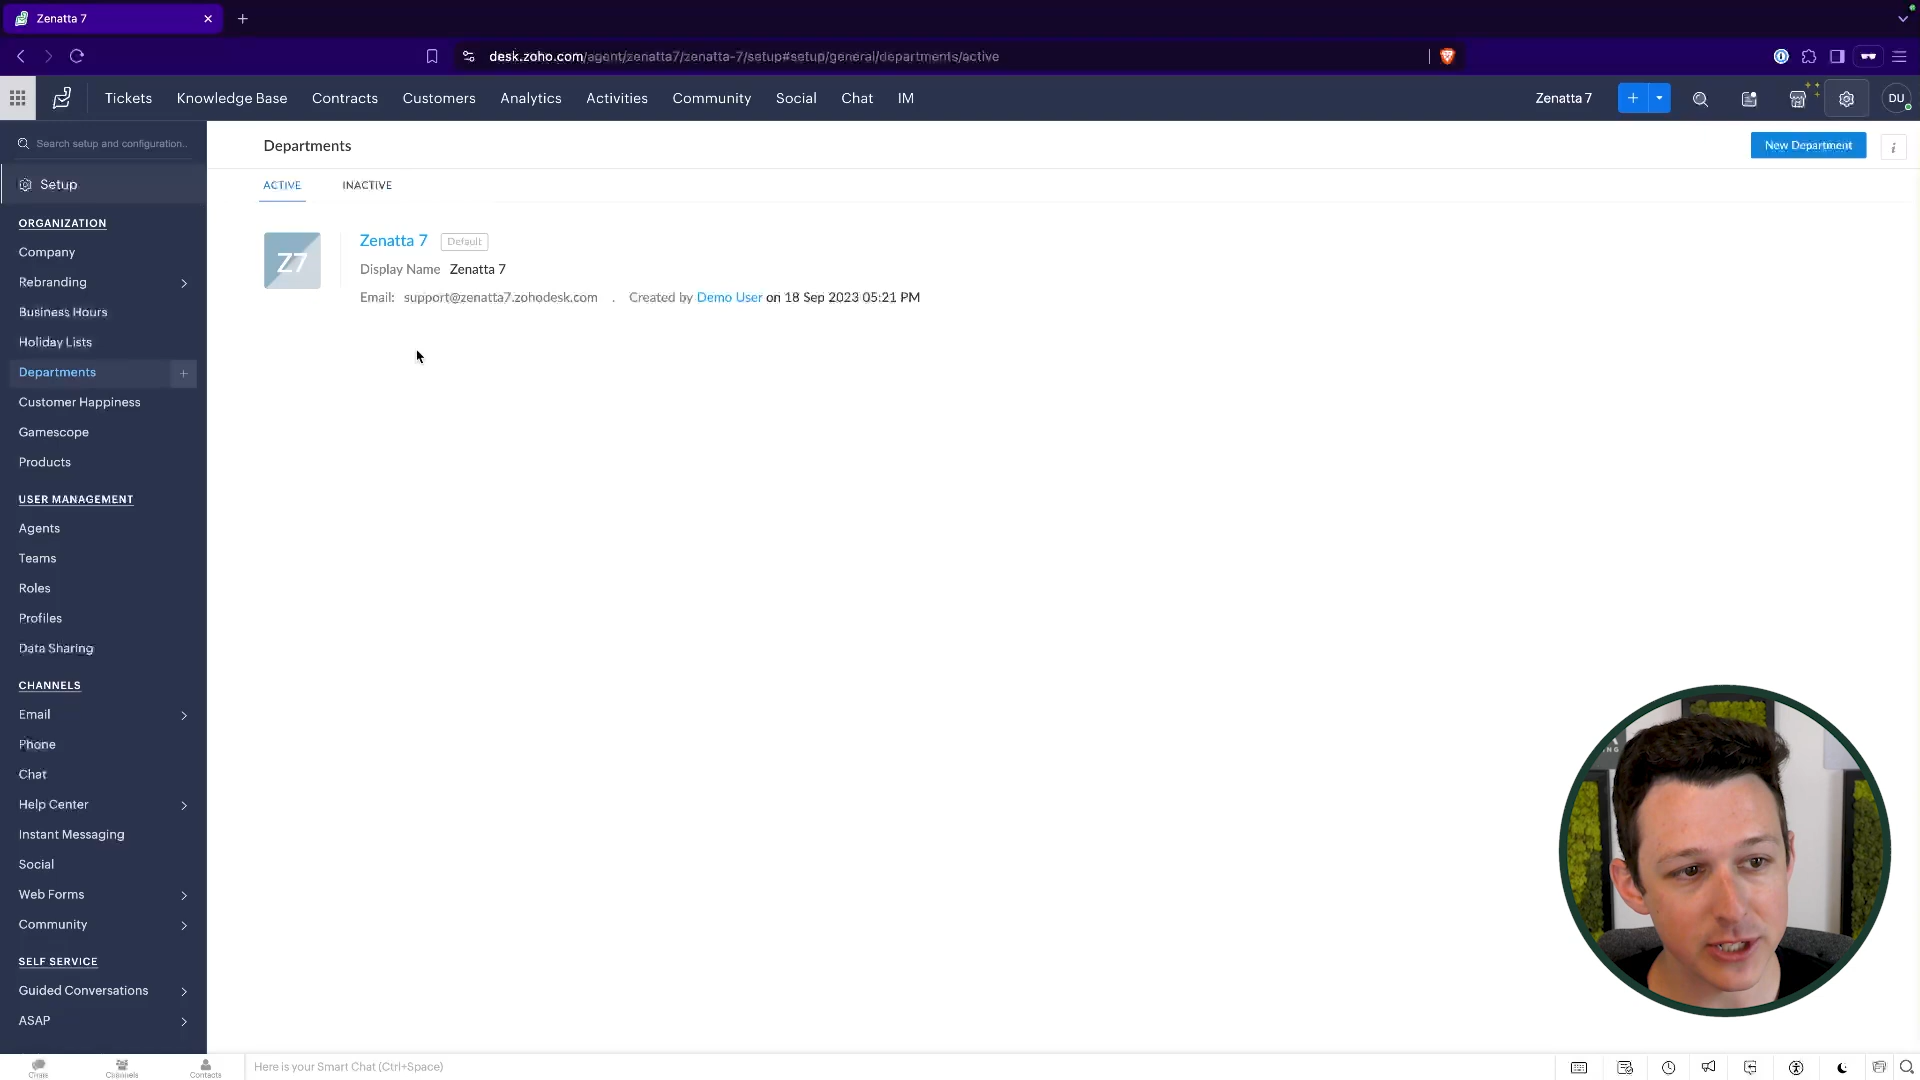 Zenatta 7
desk.zoho.com/agent/zenatta7/zenatta-7/setup#setup/general/departments/active
Tickets Knowledge Base Contracts Customers Analytics Activities Community Social Chat IM Zenatta 7 DU
Search setup and configuration..
Setup
ORGANIZATION
Company
Rebranding
Business Hours
Holiday Lists
Departments
Customer Happiness
Gamescope
Products
USER MANAGEMENT
Agents
Teams
Roles
Profiles
Data Sharing
CHANNELS
Email
Phone
Chat
Help Center
Instant Messaging
Social
Web Forms
Community
SELF SERVICE
Guided Conversations
ASAP
Departments
New Department
ACTIVE INACTIVE
Z7
Zenatta 7 Default
Display Name Zenatta 7
Email: support@zenatta7.zohodesk.com . Created by Demo User on 18 Sep 2023 05:21 PM
Chats Channels Contacts
Here is your Smart Chat (Ctrl+Space)